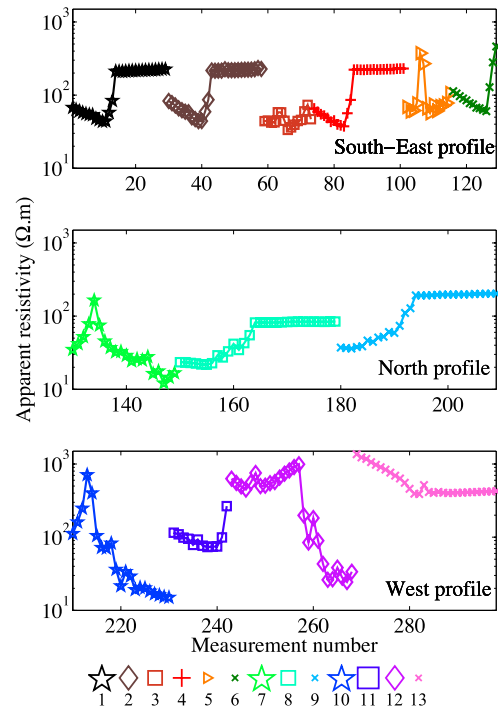 10³
10²
10¹
20 40 60 80 100 120
South−East profile
Apparent resistivity (Ω.m)
10³
10²
10¹
140 160 180 200
North profile
10³
10²
10¹
220 240 260 280
West profile
Measurement number
1 2 3 4 5 6 7 8 9 10 11 12 13